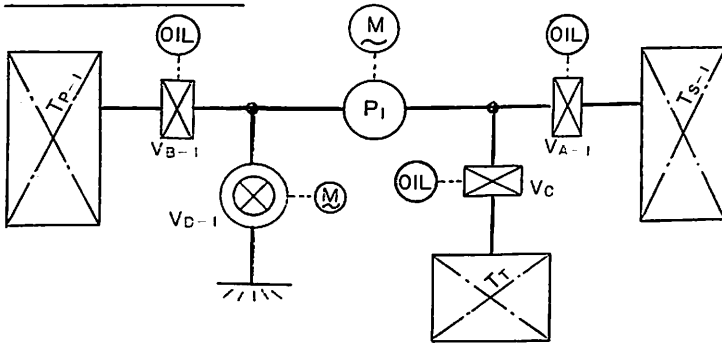 OIL
M
OIL
TP-1
P1
TS-1
VB-1
VA-1
OIL
VC
VD-1
M
TT